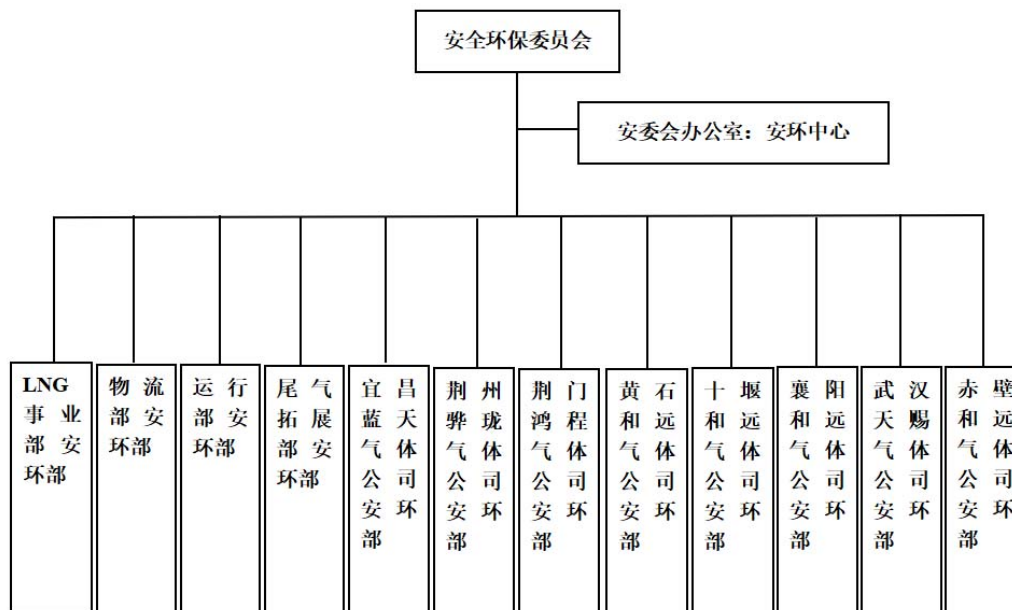 安全环保委员会
安委会办公室：安环中心
LNG
事业
部安
环部
物流
部安
环部
运行
部安
环部
尾气
拓展
部安
环部
宜昌
蓝天
气体
公司
安环
部
荆州
骅珑
气体
公司
安环
部
荆门
鸿程
气体
公司
安环
部
黄石
和远
气体
公司
安环
部
十堰
和远
气体
公司
安环
部
襄阳
和远
气体
公司
安环
部
武汉
天赐
气体
公司
安环
部
赤壁
和远
气体
公司
安环
部